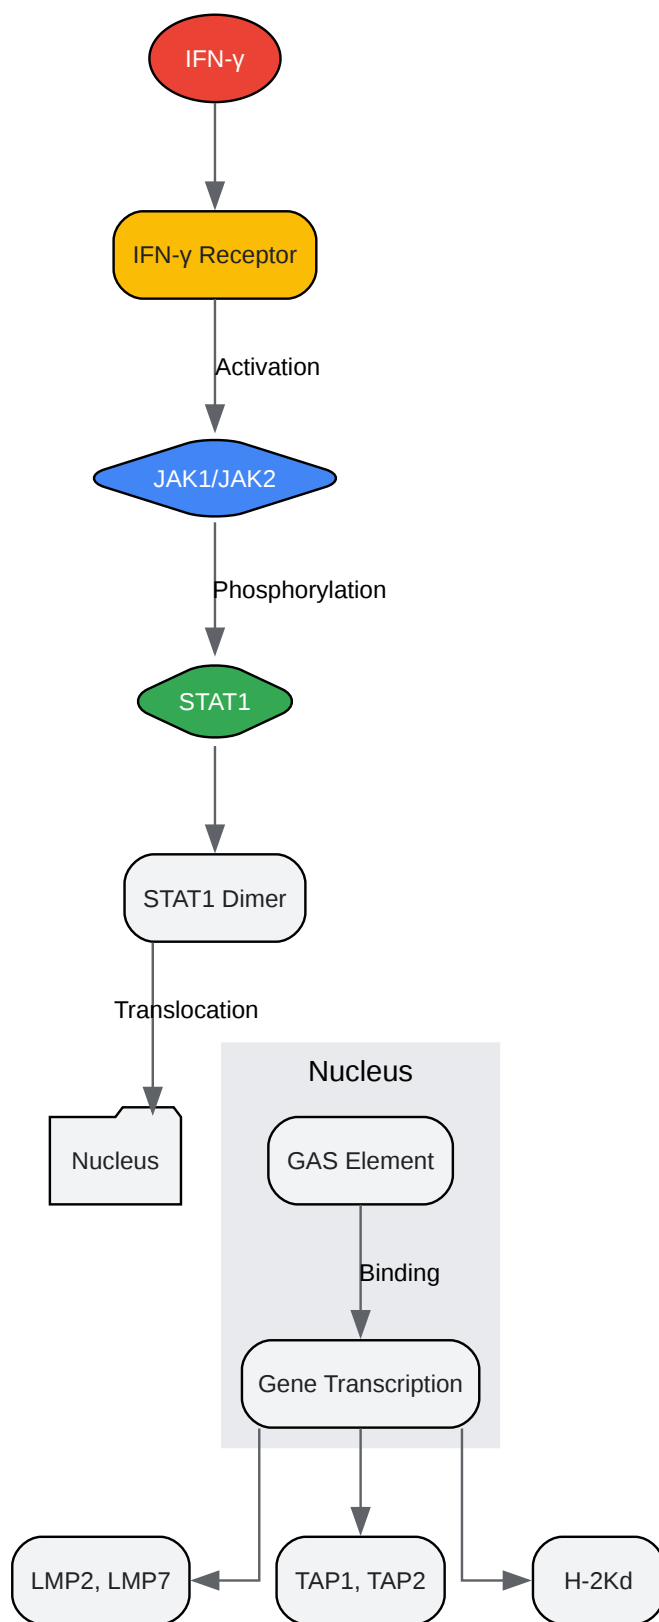 IFN-γ
IFN-γ Receptor
Activation
JAK1/JAK2
Phosphorylation
STAT1
STAT1 Dimer
Translocation
Nucleus
Nucleus
GAS Element
Binding
Gene Transcription
LMP2, LMP7
TAP1, TAP2
H-2Kd